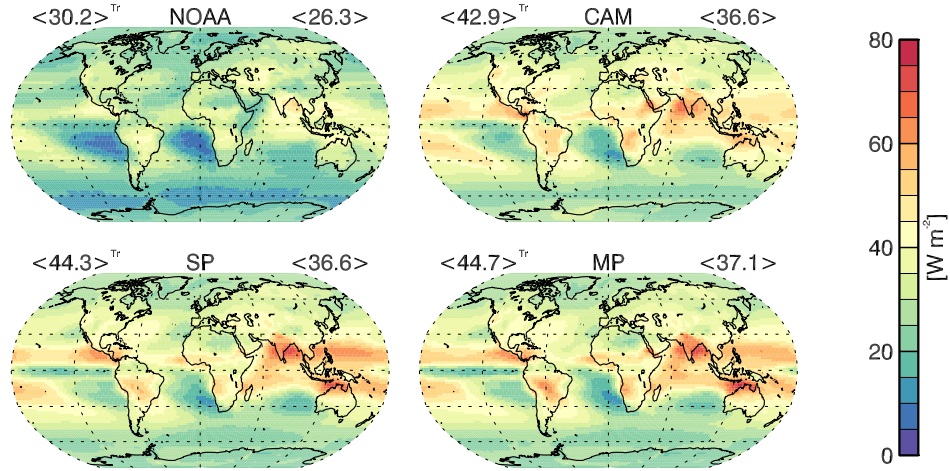 <30.2>Tr NOAA <26.3>
<42.9>Tr CAM <36.6>
<44.3>Tr SP <36.6>
<44.7>Tr MP <37.1>
80
60
40
20
0
[W m-2]